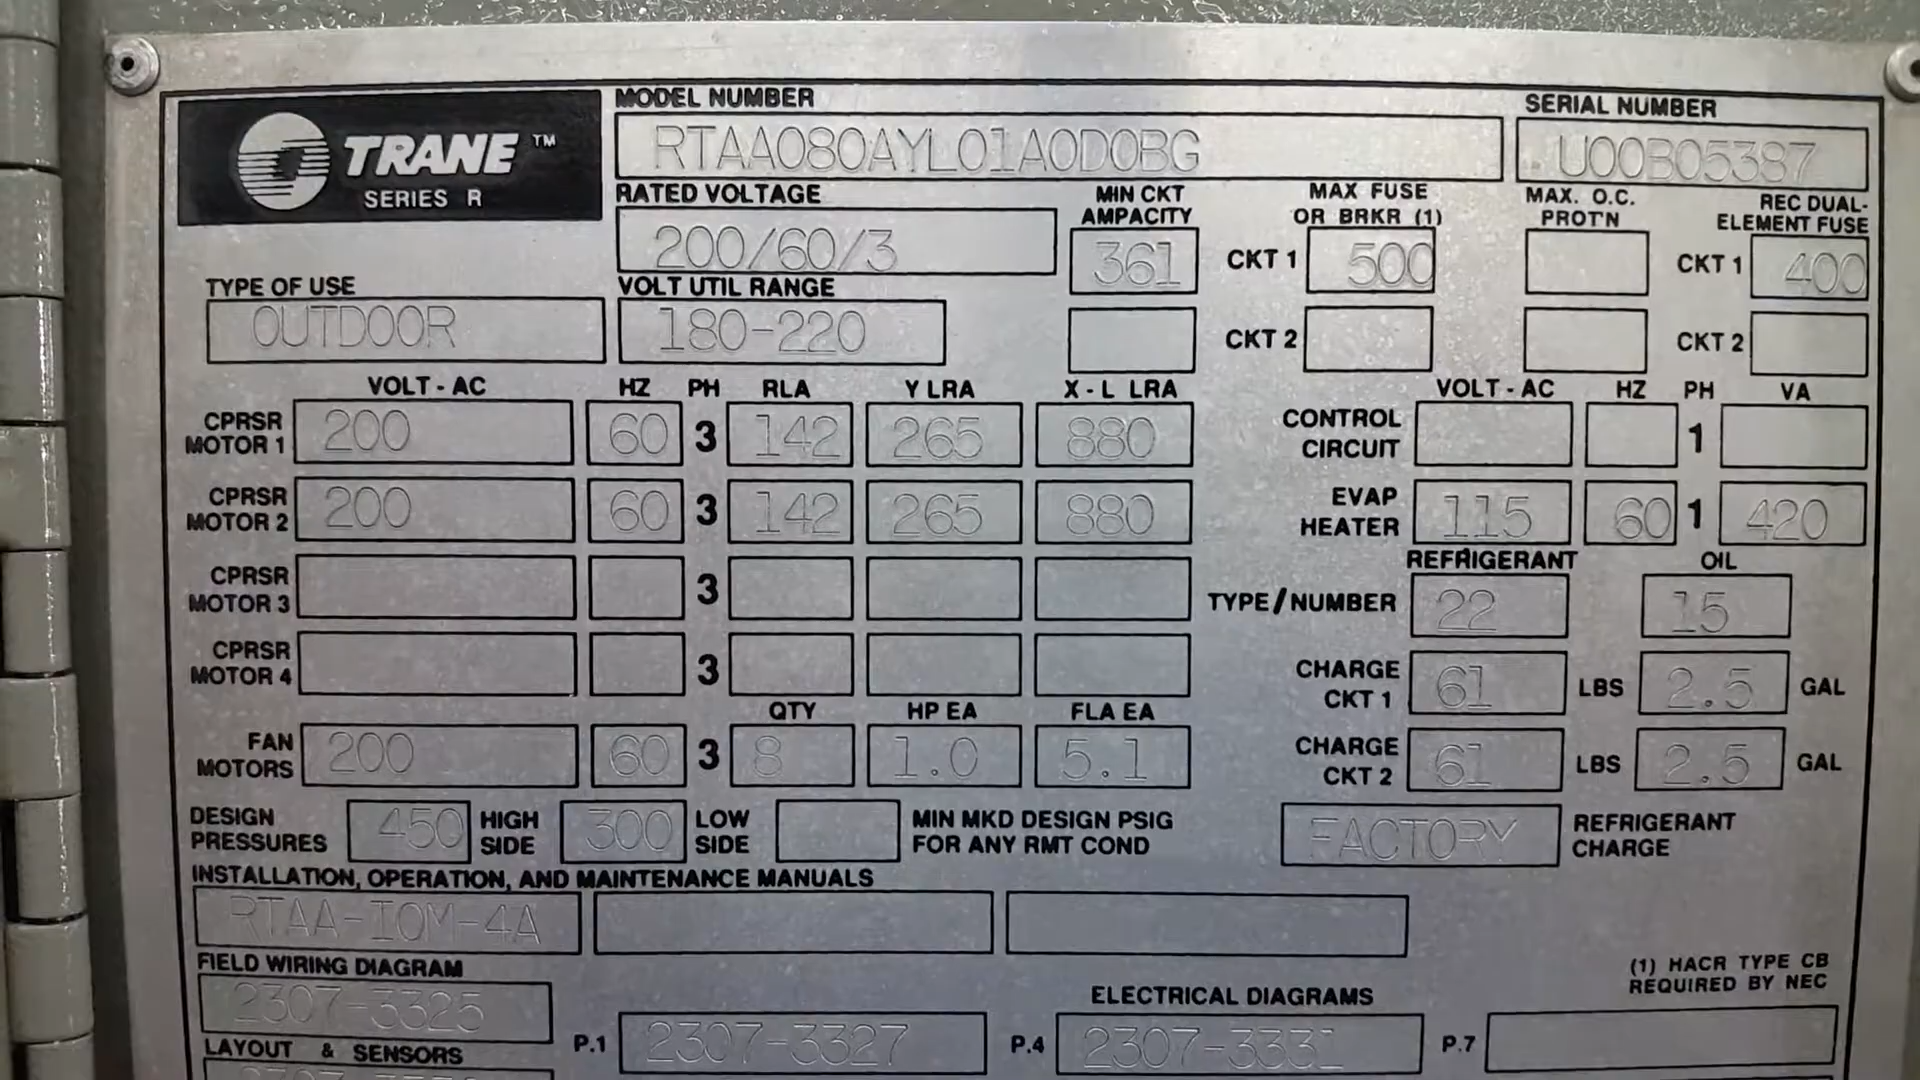 TRANE ™
SERIES R
MODEL NUMBER
RTAA080AYL01A0D0BG
SERIAL NUMBER
U00B05387
RATED VOLTAGE
200/60/3
MIN CKT
AMPACITY
361
MAX FUSE
OR BRKR (1)
CKT 1 500
CKT 2
MAX. O.C.
PROT'N
REC DUAL-
ELEMENT FUSE
CKT 1 400
CKT 2
TYPE OF USE
OUTDOOR
VOLT UTIL RANGE
180-220
VOLT - AC HZ PH RLA Y LRA X - L LRA
CPRSR
MOTOR 1 200 60 3 142 265 880
CPRSR
MOTOR 2 200 60 3 142 265 880
CPRSR
MOTOR 3 3
CPRSR
MOTOR 4 3
QTY HP EA FLA EA
FAN
MOTORS 200 60 3 8 1.0 5.1
VOLT - AC HZ PH VA
CONTROL
CIRCUIT 1
EVAP
HEATER 115 60 1 420
REFRIGERANT OIL
TYPE/NUMBER 22 15
CHARGE
CKT 1 61 LBS 2.5 GAL
CHARGE
CKT 2 61 LBS 2.5 GAL
DESIGN
PRESSURES 450 HIGH
SIDE 300 LOW
SIDE
MIN MKD DESIGN PSIG
FOR ANY RMT COND
FACTORY REFRIGERANT
CHARGE
INSTALLATION, OPERATION, AND MAINTENANCE MANUALS
RTAA-IOM-4A
FIELD WIRING DIAGRAM
2307-3325
(1) HACR TYPE CB
REQUIRED BY NEC
ELECTRICAL DIAGRAMS
P.1 2307-3327 P.4 P.7
LAYOUT & SENSORS